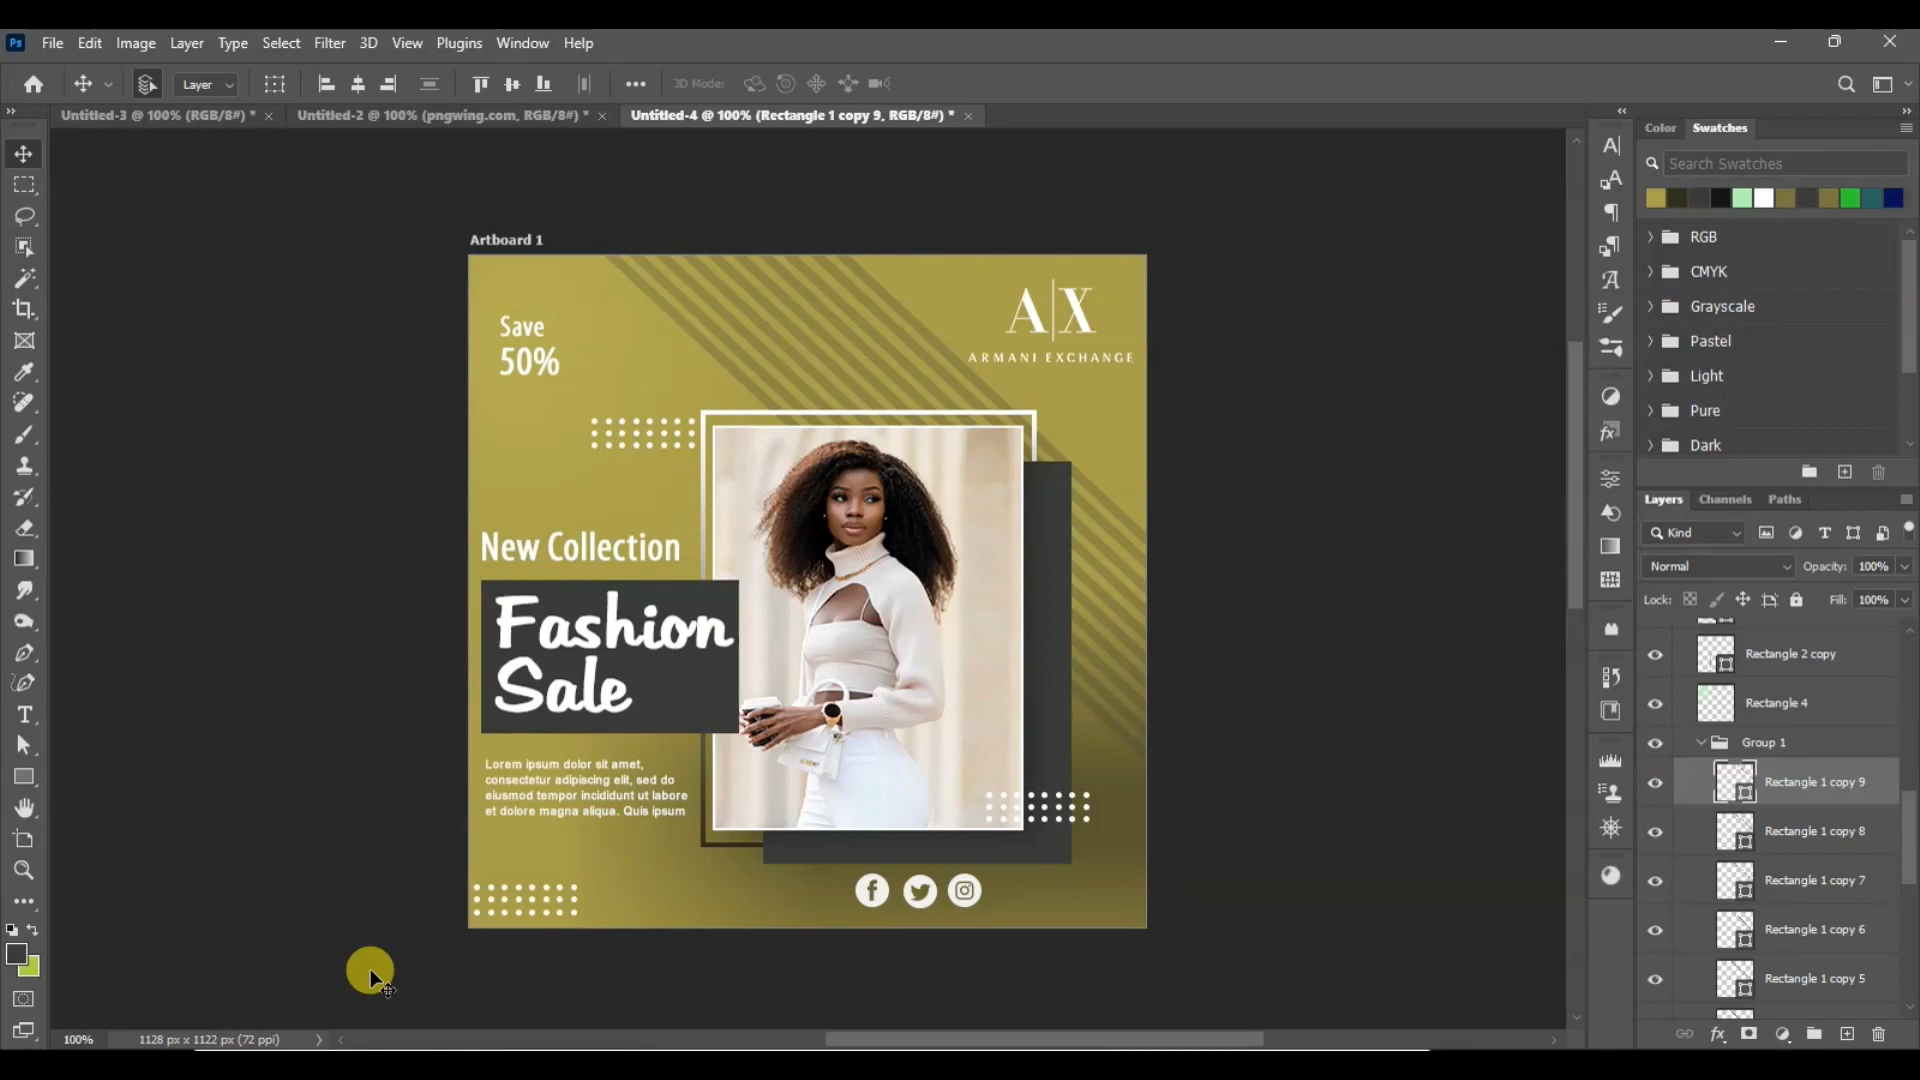 Ps File Edit Image Layer Type Select Filter 3D View Plugins Window Help
Layer 3D Mode:
Untitled-3 @ 100% (RGB/8#) *
Untitled-2 @ 100% (pngwing.com, RGB/8#) *
Untitled-4 @ 100% (Rectangle 1 copy 9, RGB/8#) *
Color Swatches
Search Swatches
RGB
CMYK
Grayscale
Pastel
Light
Pure
Dark
Layers Channels Paths
Kind
Normal Opacity: 100%
Lock: Fill: 100%
Rectangle 2 copy
Rectangle 4
Group 1
Rectangle 1 copy 9
Rectangle 1 copy 8
Rectangle 1 copy 7
Rectangle 1 copy 6
Rectangle 1 copy 5
Artboard 1
Save
50%
A|X
ARMANI EXCHANGE
New Collection
Fashion
Sale
Lorem ipsum dolor sit amet,
consectetur adipiscing elit, sed do
eiusmod tempor incididunt ut labore
et dolore magna aliqua. Quis ipsum
100% 1128 px x 1122 px (72 ppi)